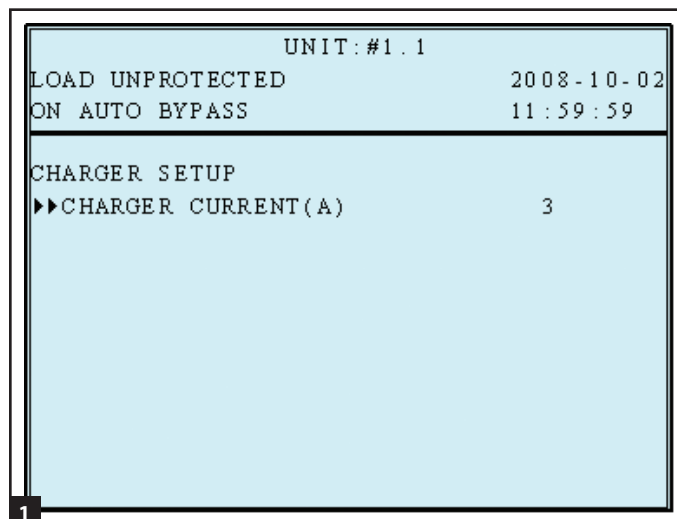 UNIT:#1.1
LOAD UNPROTECTED 2008-10-02
ON AUTO BYPASS 11:59:59
CHARGER SETUP
▶▶CHARGER CURRENT(A) 3
1